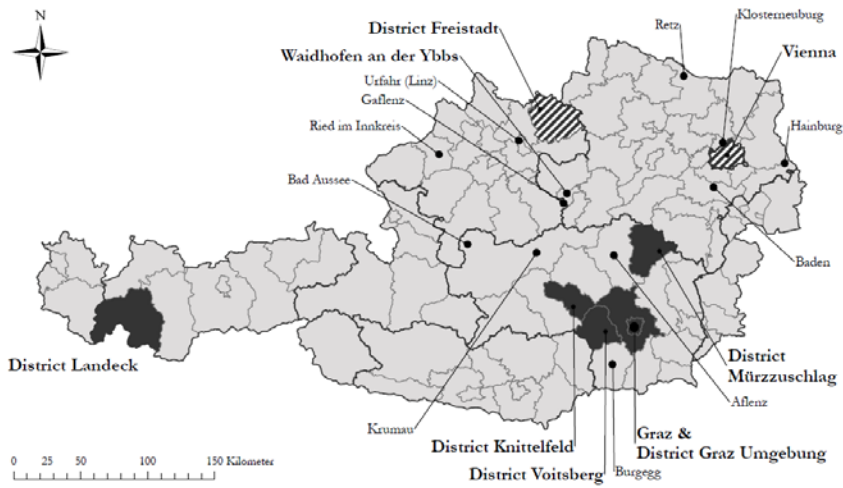 N
Klosterneuburg
Retz
District Freistadt
Vienna
Waidhofen an der Ybbs
Urfahr (Linz)
Gaflenz
Ried im Innkreis
Hainburg
Bad Aussee
Baden
District Landeck
District
Mürzzuschlag
Aflenz
Krumau
Graz &
District Graz Umgebung
District Knittelfeld
District Voitsberg
Burgegg
0 25 50 100 150 Kilometer